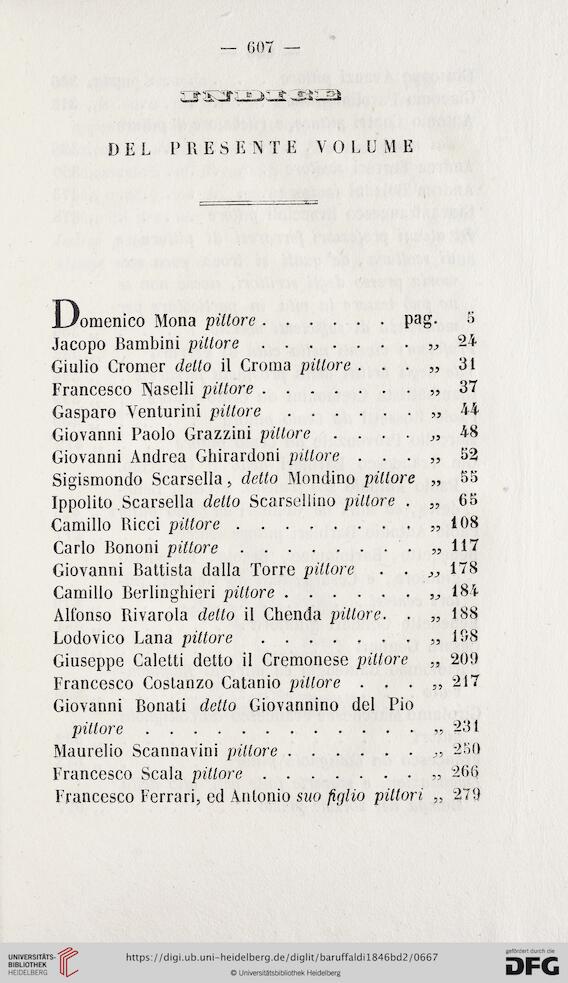 — 607 —
INDICE
DEL PRESENTE VOLUME
Domenico Mona pittore . . . . . . pag. 5
Jacopo Bambini pittore . . . . . . . „ 24
Giulio Cromer detto il Croma pittore . . . „ 31
Francesco Naselli pittore . . . . . . . „ 37
Gasparo Venturini pittore . . . . . . „ 44
Giovanni Paolo Grazzini pittore . . . . „ 48
Giovanni Andrea Ghirardoni pittore . . . „ 52
Sigismondo Scarsella, detto Mondino pittore „ 55
Ippolito Scarsella detto Scarsellino pittore . „ 65
Camillo Ricci pittore . . . . . . . . „ 108
Carlo Bononi pittore . . . . . . . . „ 117
Giovanni Battista dalla Torre pittore . . „ 178
Camillo Berlinghieri pittore . . . . . . „ 184
Alfonso Rivarola detto il Chenda pittore. . „ 188
Lodovico Lana pittore . . . . . . . „ 198
Giuseppe Caletti detto il Cremonese pittore „ 209
Francesco Costanzo Catanio pittore . . . „ 217
Giovanni Bonati detto Giovannino del Pio
pittore . . . . . . . . . . . . „ 231
Maurelio Scannavini pittore . . . . . . „ 250
Francesco Scala pittore . . . . . . . „ 266
Francesco Ferrari, ed Antonio suo figlio pittori „ 279
UNIVERSITÄTS-
BIBLIOTHEK
HEIDELBERG
https://digi.ub.uni-heidelberg.de/diglit/baruffaldi1846bd2/0667
© Universitätsbibliothek Heidelberg
gefördert durch die
DFG